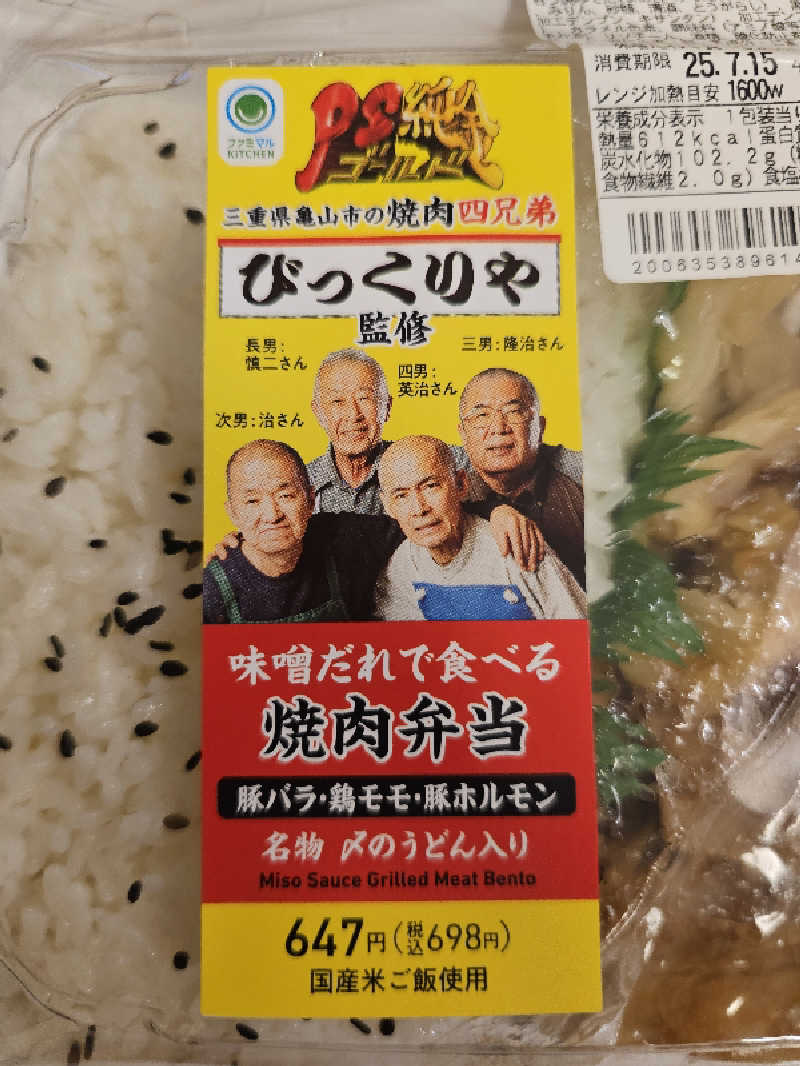 ファミマル
KITCHEN
PS純金
ゴールド
三重県亀山市の焼肉四兄弟
びっくりや
監修
長男:
慎二さん
三男:隆治さん
四男:
英治さん
次男:治さん
味噌だれで食べる
焼肉弁当
豚バラ・鶏モモ・豚ホルモン
名物 〆のうどん入り
Miso Sauce Grilled Meat Bento
647円(税込698円)
国産米ご飯使用
消費期限 25.7.15
レンジ加熱目安 1600w
栄養成分表示 1包装当り
熱量612kcal 蛋白
炭水化物102.2g(
食物繊維2.0g)食塩
20063538961